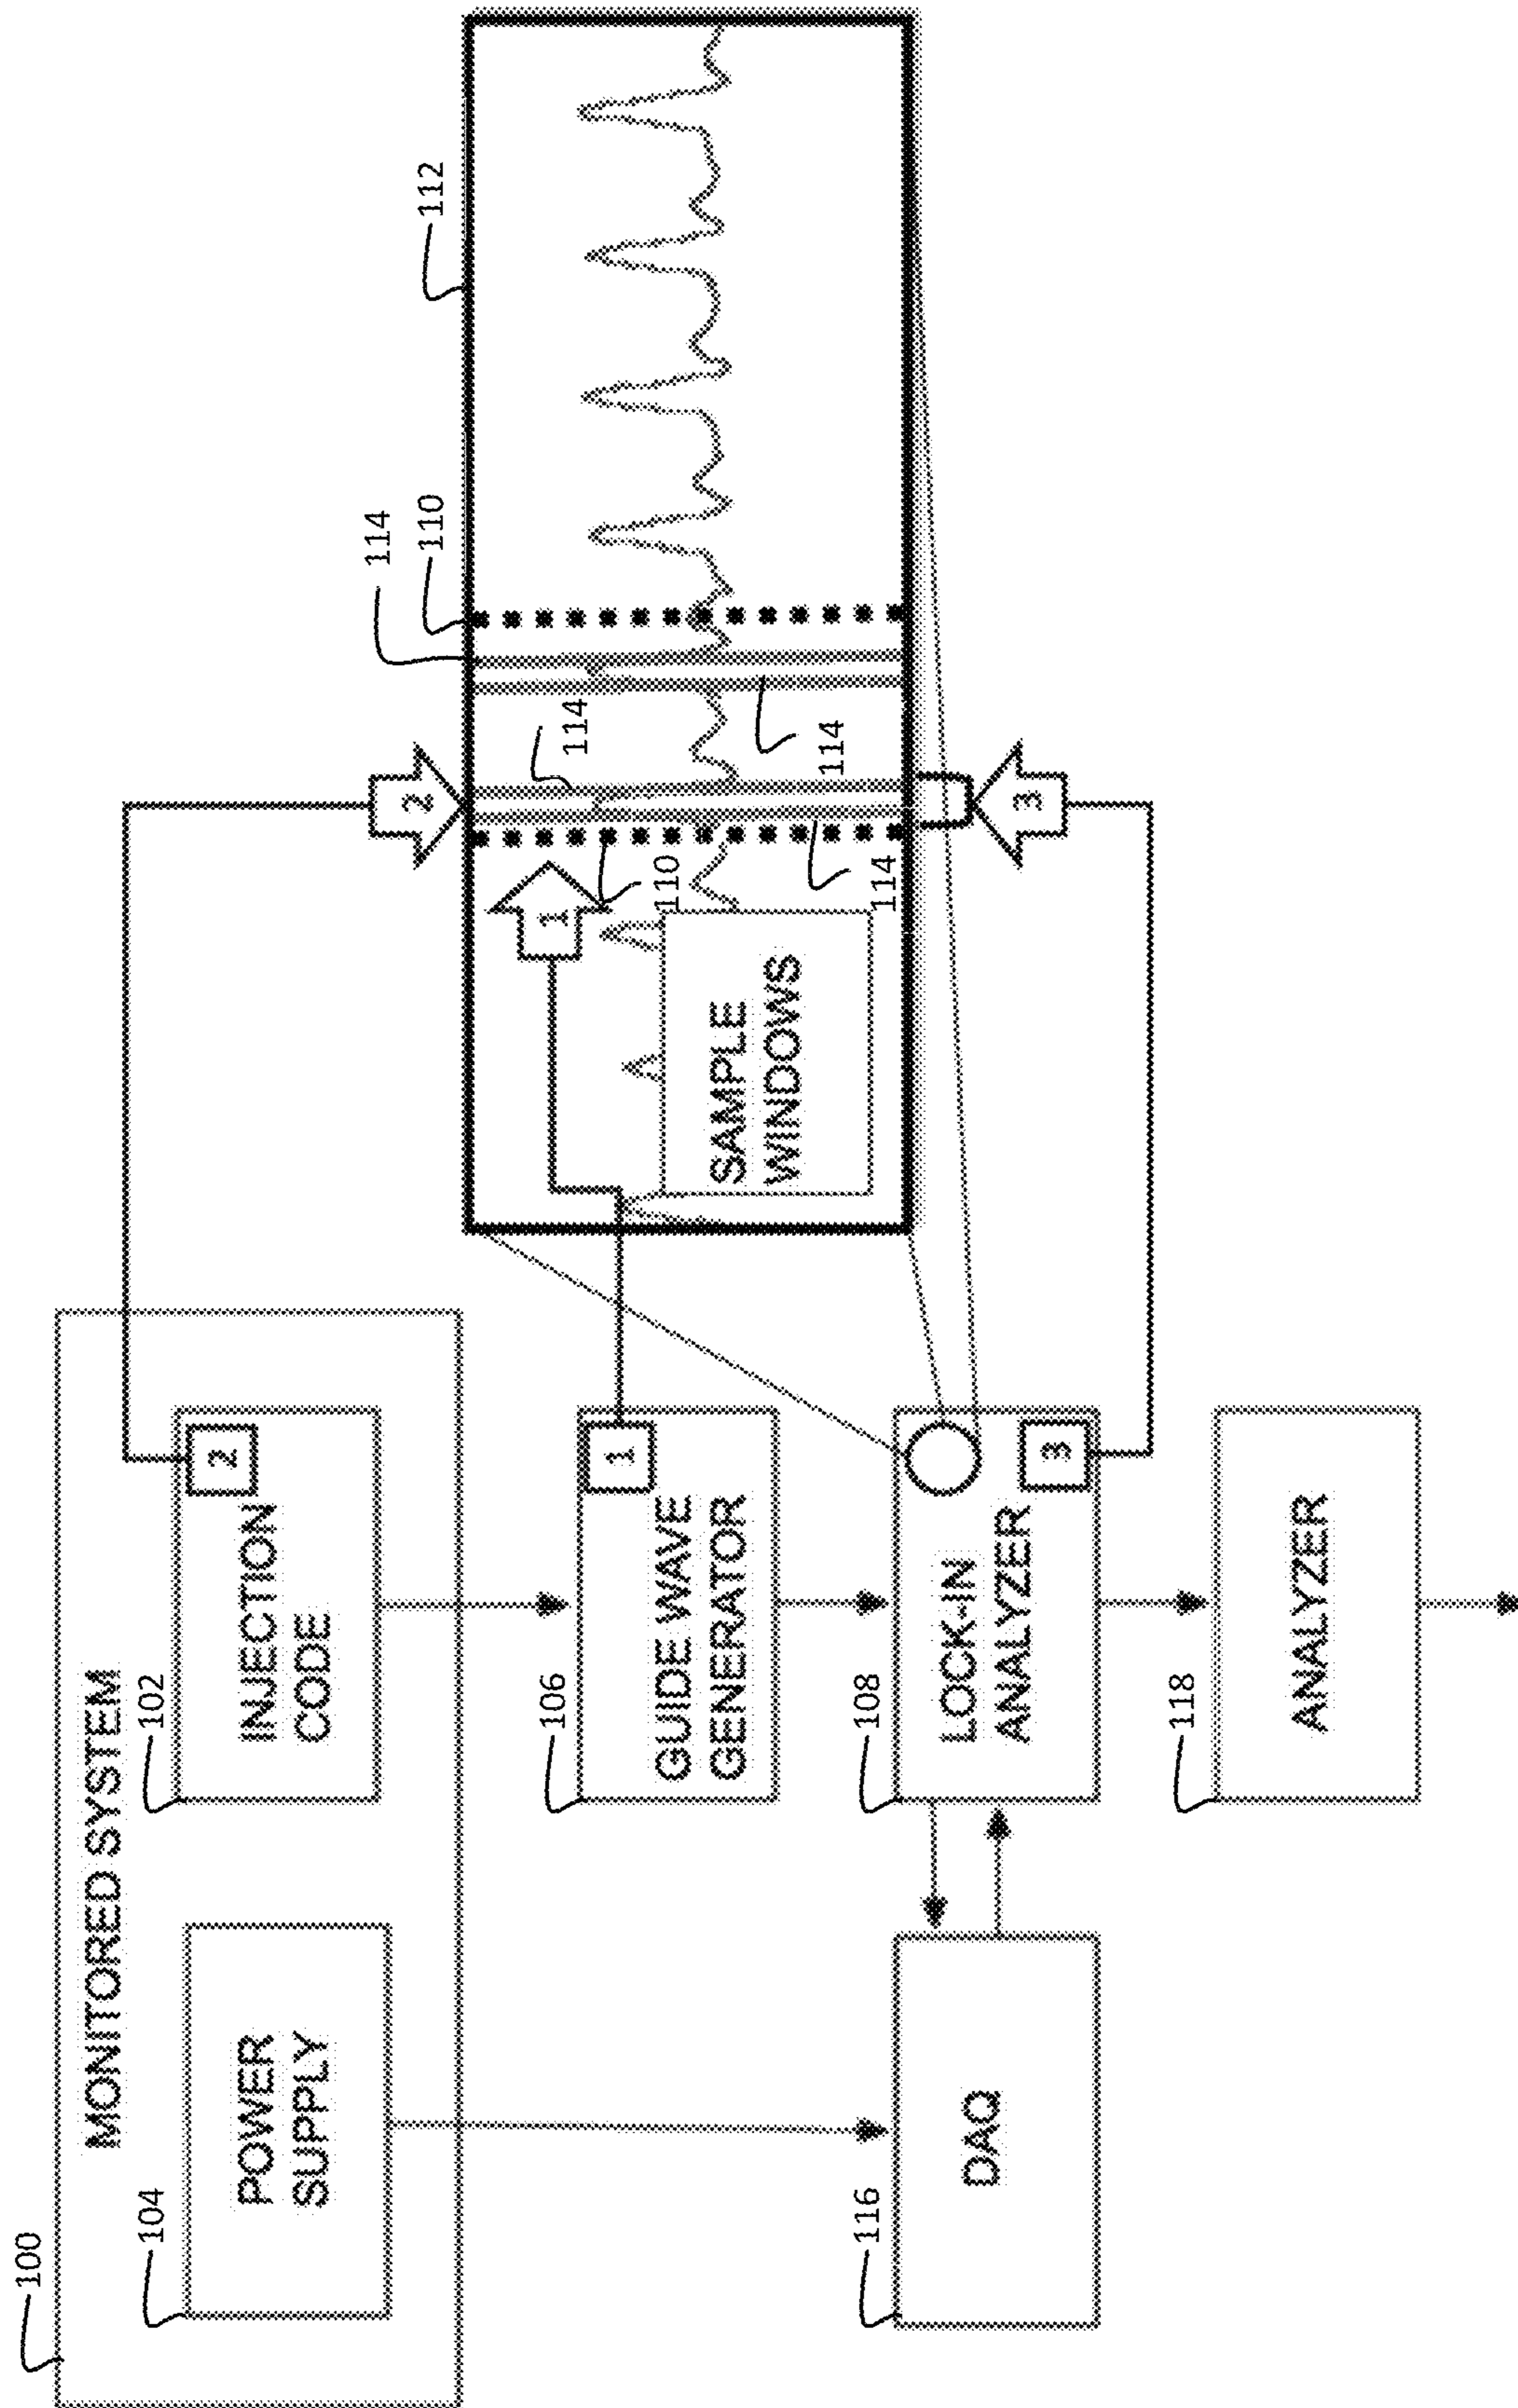 100
MONITORED SYSTEM
104
POWER
SUPPLY
102
INJECTION
CODE
2
106
GUIDE WAVE
GENERATOR
1
116
DAQ
108
LOCK-IN
ANALYZER
3
118
ANALYZER
112
114
110
2
1
114
110
114
114
SAMPLE
WINDOWS
3